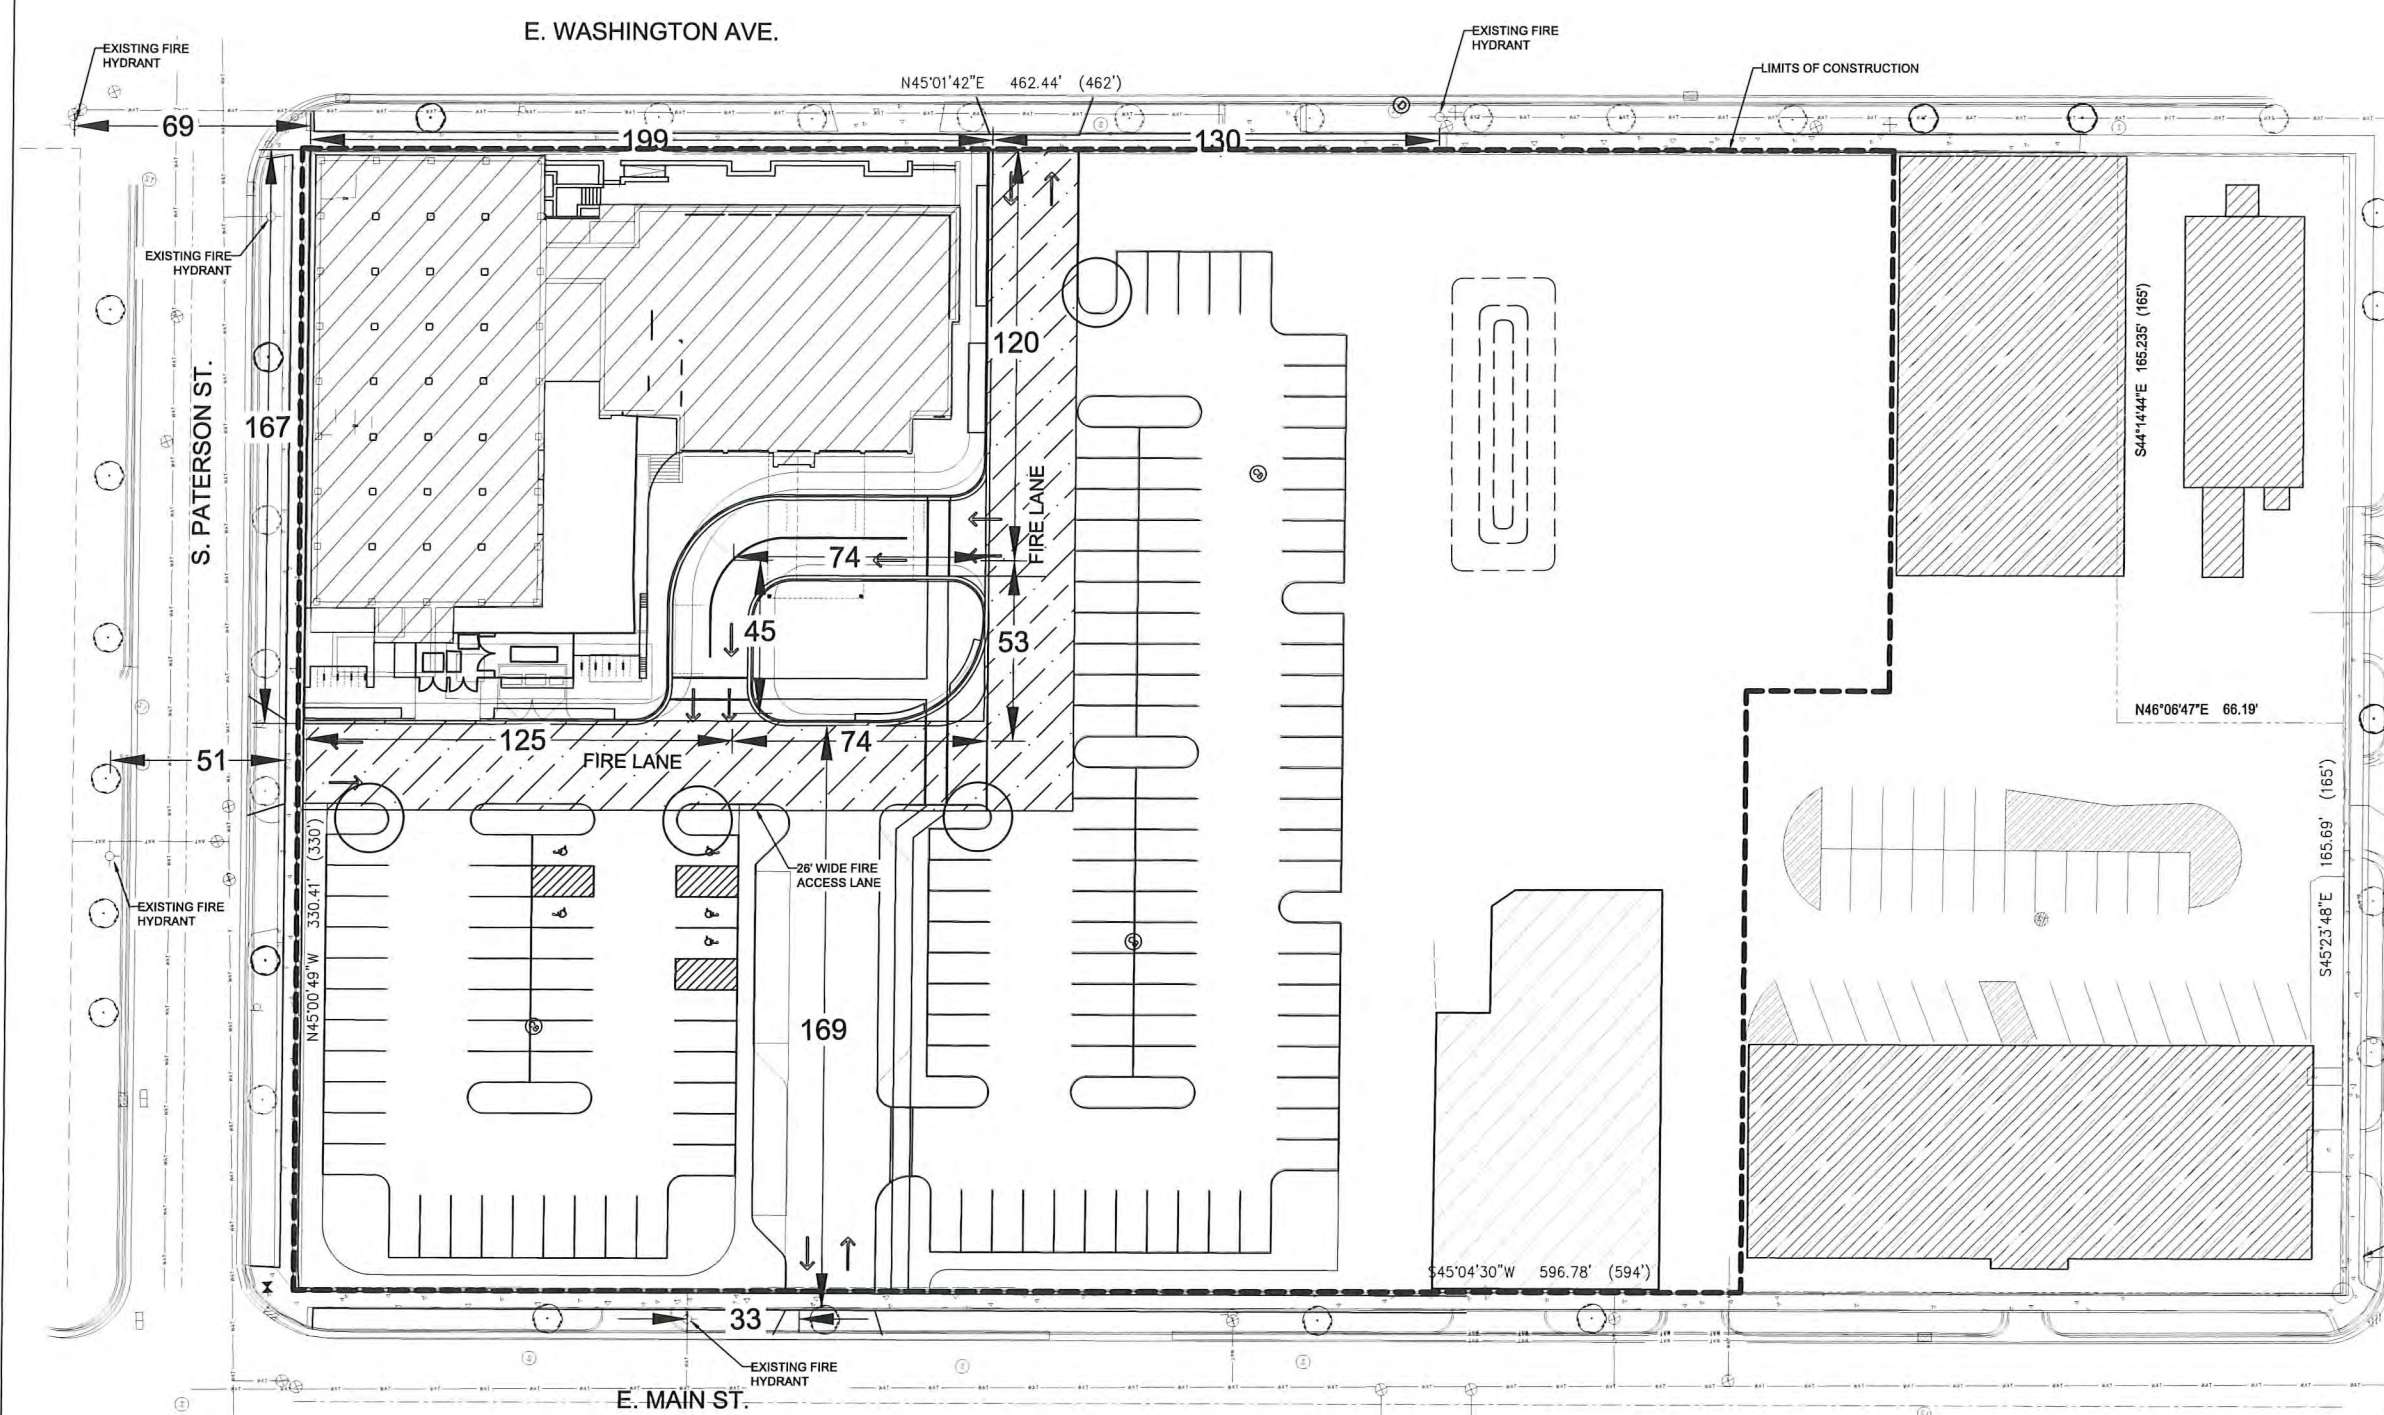 E. WASHINGTON AVE.
EXISTING FIRE
HYDRANT
EXISTING FIRE
HYDRANT
LIMITS OF CONSTRUCTION
N45°01'42"E 462.44' (462')
69
199
130
EXISTING FIRE
HYDRANT
S44°14'44"E 165.235' (165')
120
S. PATERSON ST.
167
FIRE LANE
74
45
53
N46°06'47"E 66.19'
125
74
51
FIRE LANE
S45°23'48"E 165.69' (165')
N45°00'49"W 330.41' (330')
26' WIDE FIRE
ACCESS LANE
EXISTING FIRE
HYDRANT
169
S45°04'30"W 596.78' (594')
33
EXISTING FIRE
HYDRANT
E. MAIN ST.